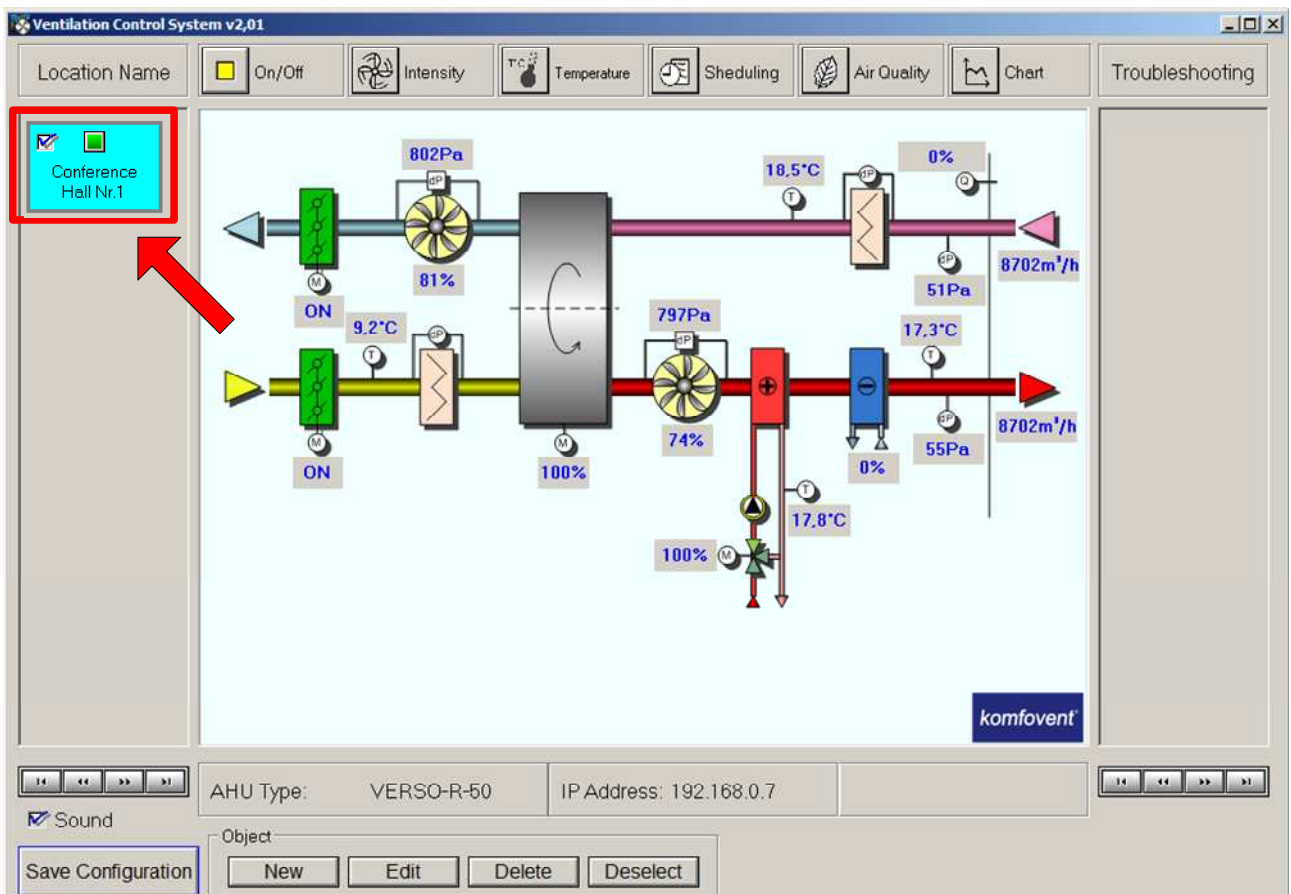 Ventilation Control System v2,01
Location Name
On/Off
Intensity
T°C
Temperature
Sheduling
Air Quality
Chart
Troubleshooting
Conference
Hall Nr.1
802Pa
dP
81%
M
ON
18,5°C
T
dP
0%
Q
dP
51Pa
8702m³/h
9,2°C
T
dP
M
ON
M
100%
797Pa
dP
74%
17,3°C
T
dP
55Pa
8702m³/h
0%
T
17,8°C
100%
M
komfovent
AHU Type: VERSO-R-50
IP Address: 192.168.0.7
Sound
Object
Save Configuration
New
Edit
Delete
Deselect